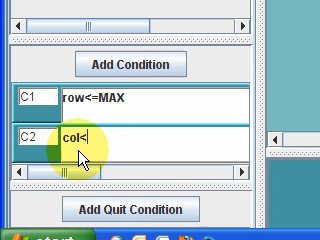 Add Condition
C1 row<=MAX
C2 col<
Add Quit Condition
start